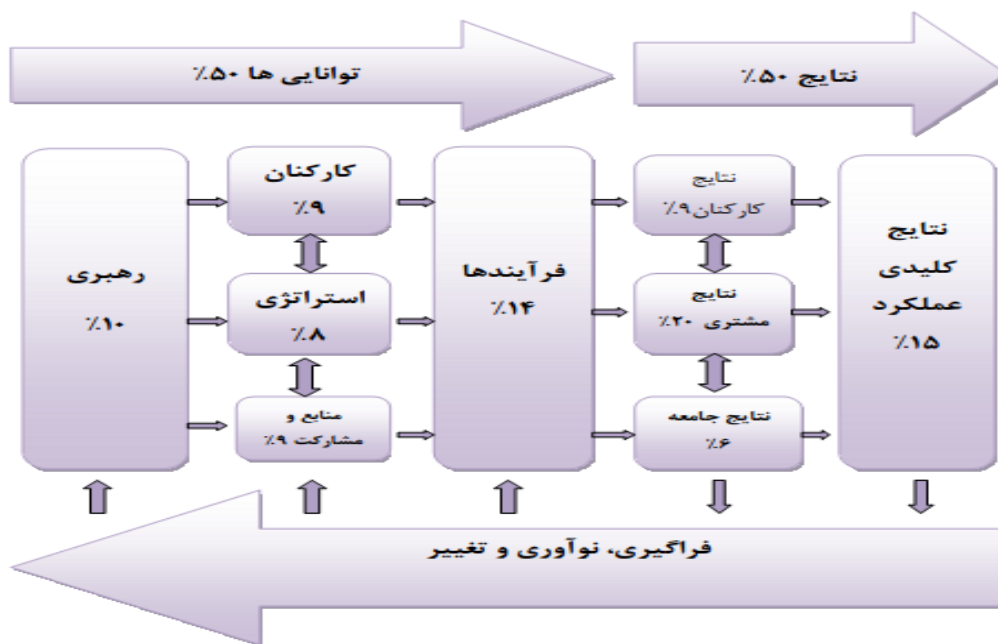 توانایی ها ۵۰٪
نتایج ۵۰٪
رهبری
۱۰٪
کارکنان
۹٪
استراتژی
۸٪
منابع و
مشارکت ۹٪
فرآیندها
۱۴٪
نتایج
کارکنان۹٪
نتایج
مشتری ۲۰٪
نتایج جامعه
۶٪
نتایج
کلیدی
عملکرد
۱۵٪
فراگیری، نوآوری و تغییر